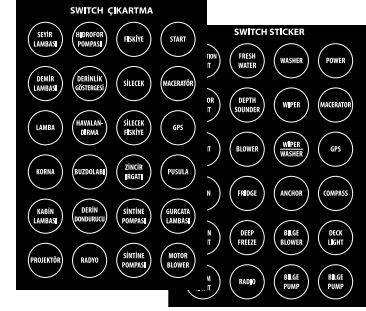 SWITCH ÇIKARTMA
SEYİR
LAMBASI
HİDROFOR
POMPASI
FISKİYE
START
DEMİR
LAMBASI
DERİNLİK
GÖSTERGESİ
SİLECEK
MACERATÖR
LAMBA
HAVALAN-
DIRMA
SİLECEK
FISKİYE
GPS
KORNA
BUZDOLABI
ZİNCİR
IRGATI
PUSULA
KABİN
LAMBASI
DERİN
DONDURUCU
SİNTİNE
POMPASI
GURCATA
LAMBASI
PROJEKTÖR
RADYO
SİNTİNE
POMPASI
MOTOR
BLOWER
SWITCH STICKER
FRESH
WATER
WASHER
POWER
DEPTH
SOUNDER
WIPER
MACERATOR
BLOWER
WIPER
WASHER
GPS
FRIDGE
ANCHOR
COMPASS
DEEP
FREEZE
BILGE
BLOWER
DECK
LIGHT
RADIO
BILGE
PUMP
BILGE
PUMP